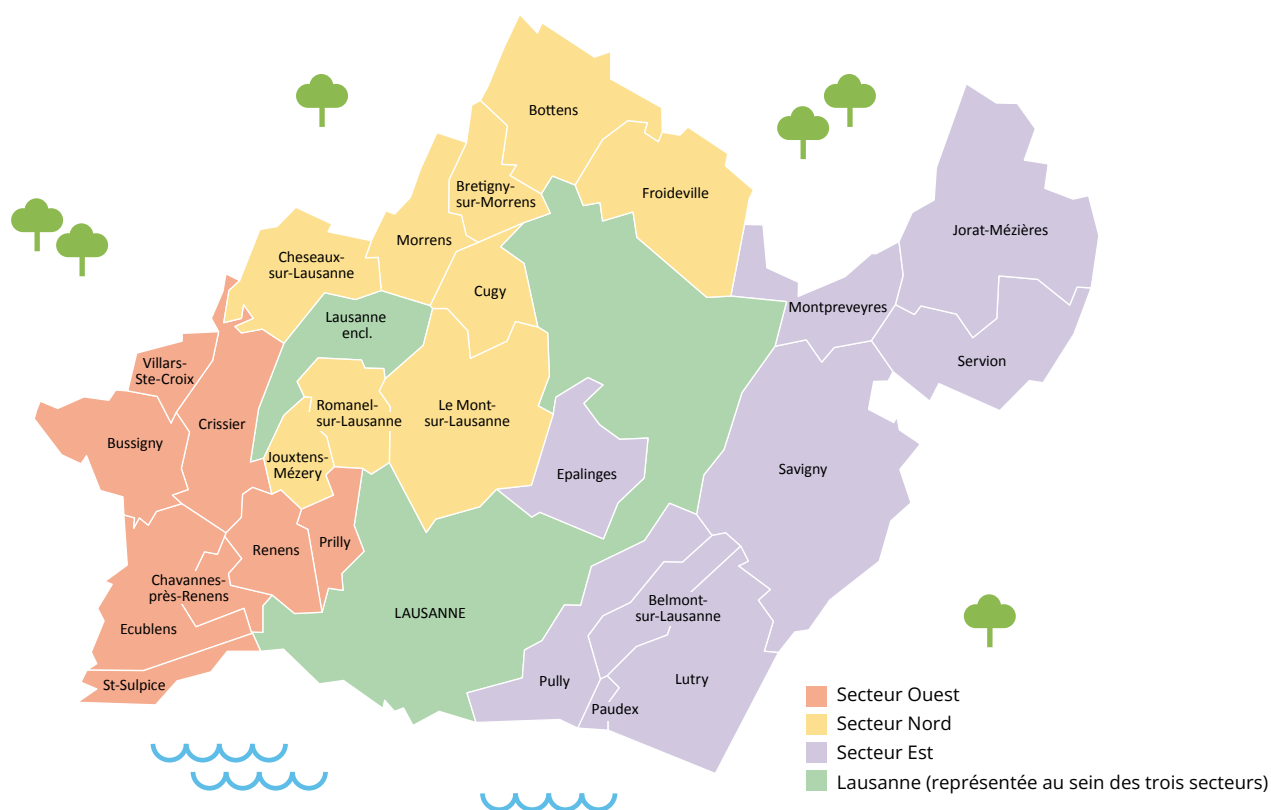 Bottens
Froideville
Bretigny-
sur-Morrens
Jorat-Mézières
Morrens
Cheseaux-
sur-Lausanne
Cugy
Montpreveyres
Lausanne
encl.
Servion
Villars-
Ste-Croix
Romanel-
sur-Lausanne
Le Mont-
sur-Lausanne
Crissier
Bussigny
Jouxtens-
Mézery
Epalinges
Savigny
Renens
Prilly
Chavannes-
près-Renens
Belmont-
sur-Lausanne
LAUSANNE
Ecublens
St-Sulpice
Pully
Lutry
Paudex
Secteur Ouest
Secteur Nord
Secteur Est
Lausanne (représentée au sein des trois secteurs)